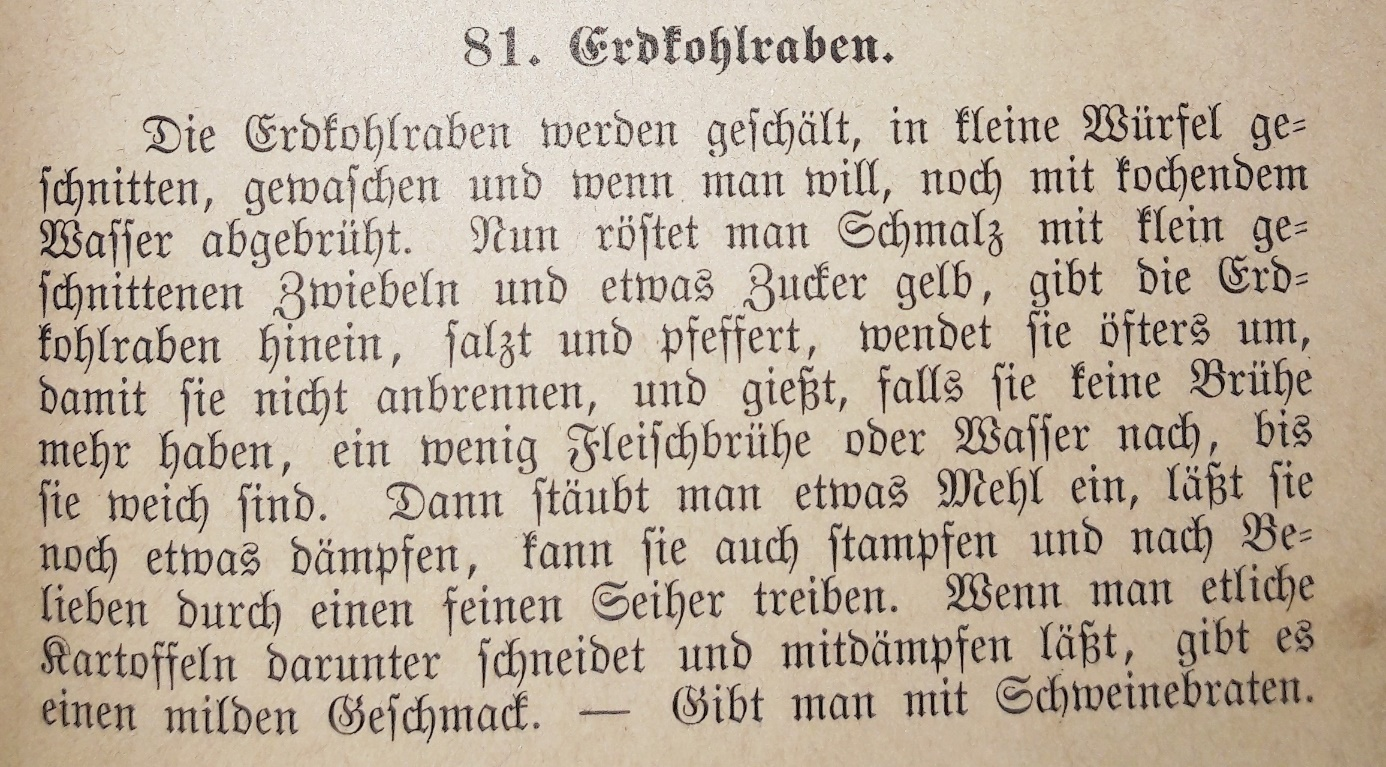 81. Erdkohlraben.
Die Erdkohlraben werden geſchält, in kleine Würfel ge⸗
ſchnitten, gewaſchen und wenn man will, noch mit kochendem
Waſſer abgebrüht. Nun röſtet man Schmalz mit klein ge⸗
ſchnittenen Zwiebeln und etwas Zucker gelb, gibt die Erd⸗
kohlraben hinein, ſalzt und pfeffert, wendet ſie öfters um,
damit ſie nicht anbrennen, und gießt, falls ſie keine Brühe
mehr haben, ein wenig Fleiſchbrühe oder Waſſer nach, bis
ſie weich ſind. Dann ſtäubt man etwas Mehl ein, läßt ſie
noch etwas dämpfen, kann ſie auch ſtampfen und nach Be⸗
lieben durch einen feinen Seiher treiben. Wenn man etliche
Kartoffeln darunter ſchneidet und mitdämpfen läßt, gibt es
einen milden Geſchmack. — Gibt man mit Schweinebraten.